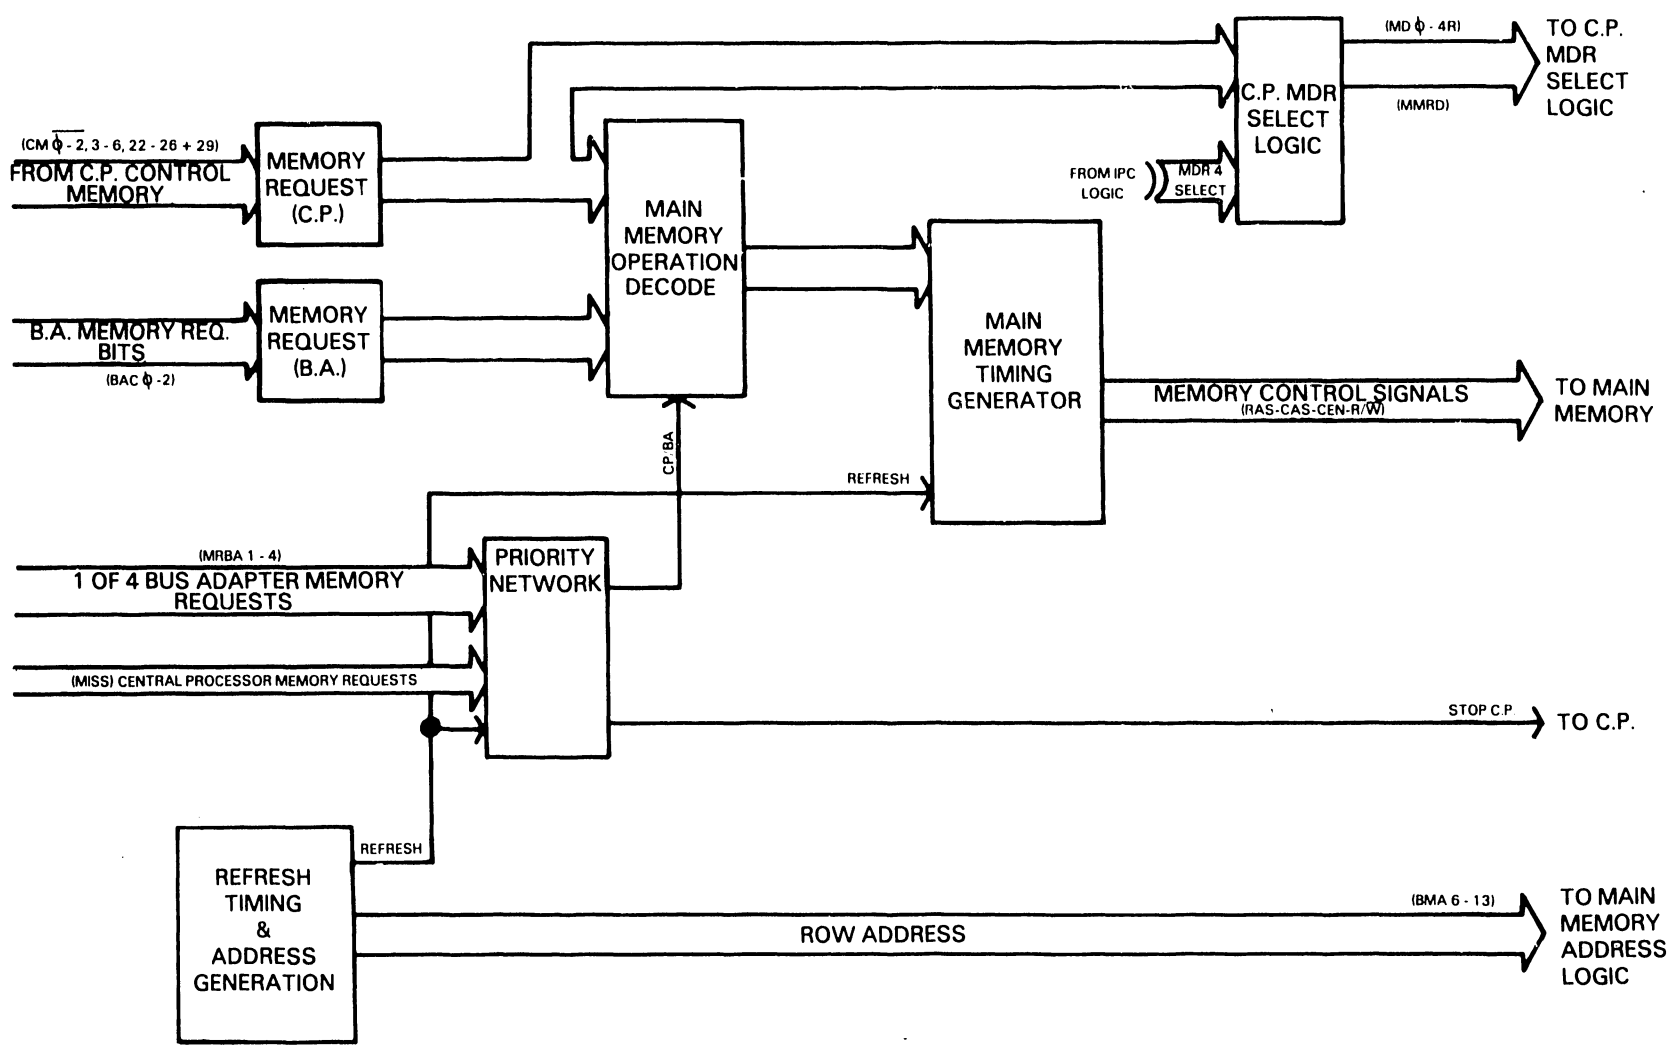 (MD ϕ - 4R)
TO C.P.
MDR
SELECT
LOGIC
(MMRD)
C.P. MDR
SELECT
LOGIC
(CM ϕ - 2, 3 - 6, 22 - 26 + 29)
FROM C.P. CONTROL
MEMORY
MEMORY
REQUEST
(C.P.)
FROM IPC
LOGIC
MDR 4
SELECT
MAIN
MEMORY
OPERATION
DECODE
B.A. MEMORY REQ.
BITS
(BAC ϕ -2)
MEMORY
REQUEST
(B.A.)
MAIN
MEMORY
TIMING
GENERATOR
MEMORY CONTROL SIGNALS
(RAS-CAS-CEN-R/W̅)
TO MAIN
MEMORY
CP/BA
REFRESH
(MRBA 1 - 4)
1 OF 4 BUS ADAPTER MEMORY
REQUESTS
PRIORITY
NETWORK
(MISS) CENTRAL PROCESSOR MEMORY REQUESTS
STOP C.P.
TO C.P.
REFRESH
REFRESH
TIMING
&
ADDRESS
GENERATION
(BMA 6 - 13)
ROW ADDRESS
TO MAIN
MEMORY
ADDRESS
LOGIC